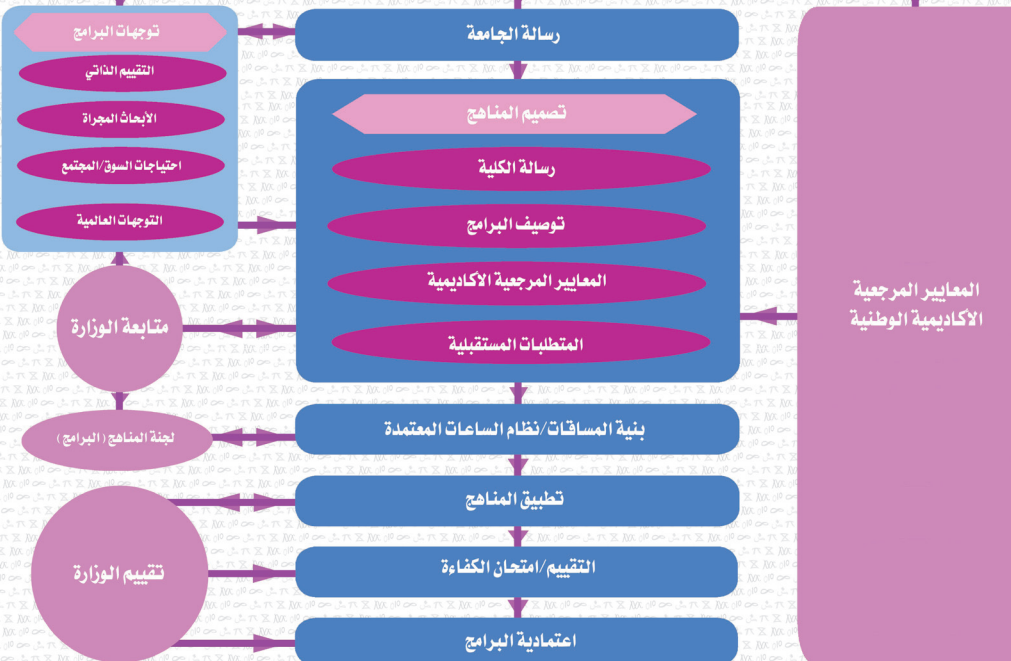 رسالة الجامعة
توجهات البرامج
التقييم الذاتي
الأبحاث المجراة
احتياجات السوق/المجتمع
التوجهات العالمية
تصميم المناهج
رسالة الكلية
توصيف البرامج
المعايير المرجعية الأكاديمية
المتطلبات المستقبلية
المعايير المرجعية
الأكاديمية الوطنية
متابعة الوزارة
لجنة المناهج (البرامج)
بنية المساقات/نظام الساعات المعتمدة
تطبيق المناهج
التقييم/امتحان الكفاءة
تقييم الوزارة
اعتمادية البرامج